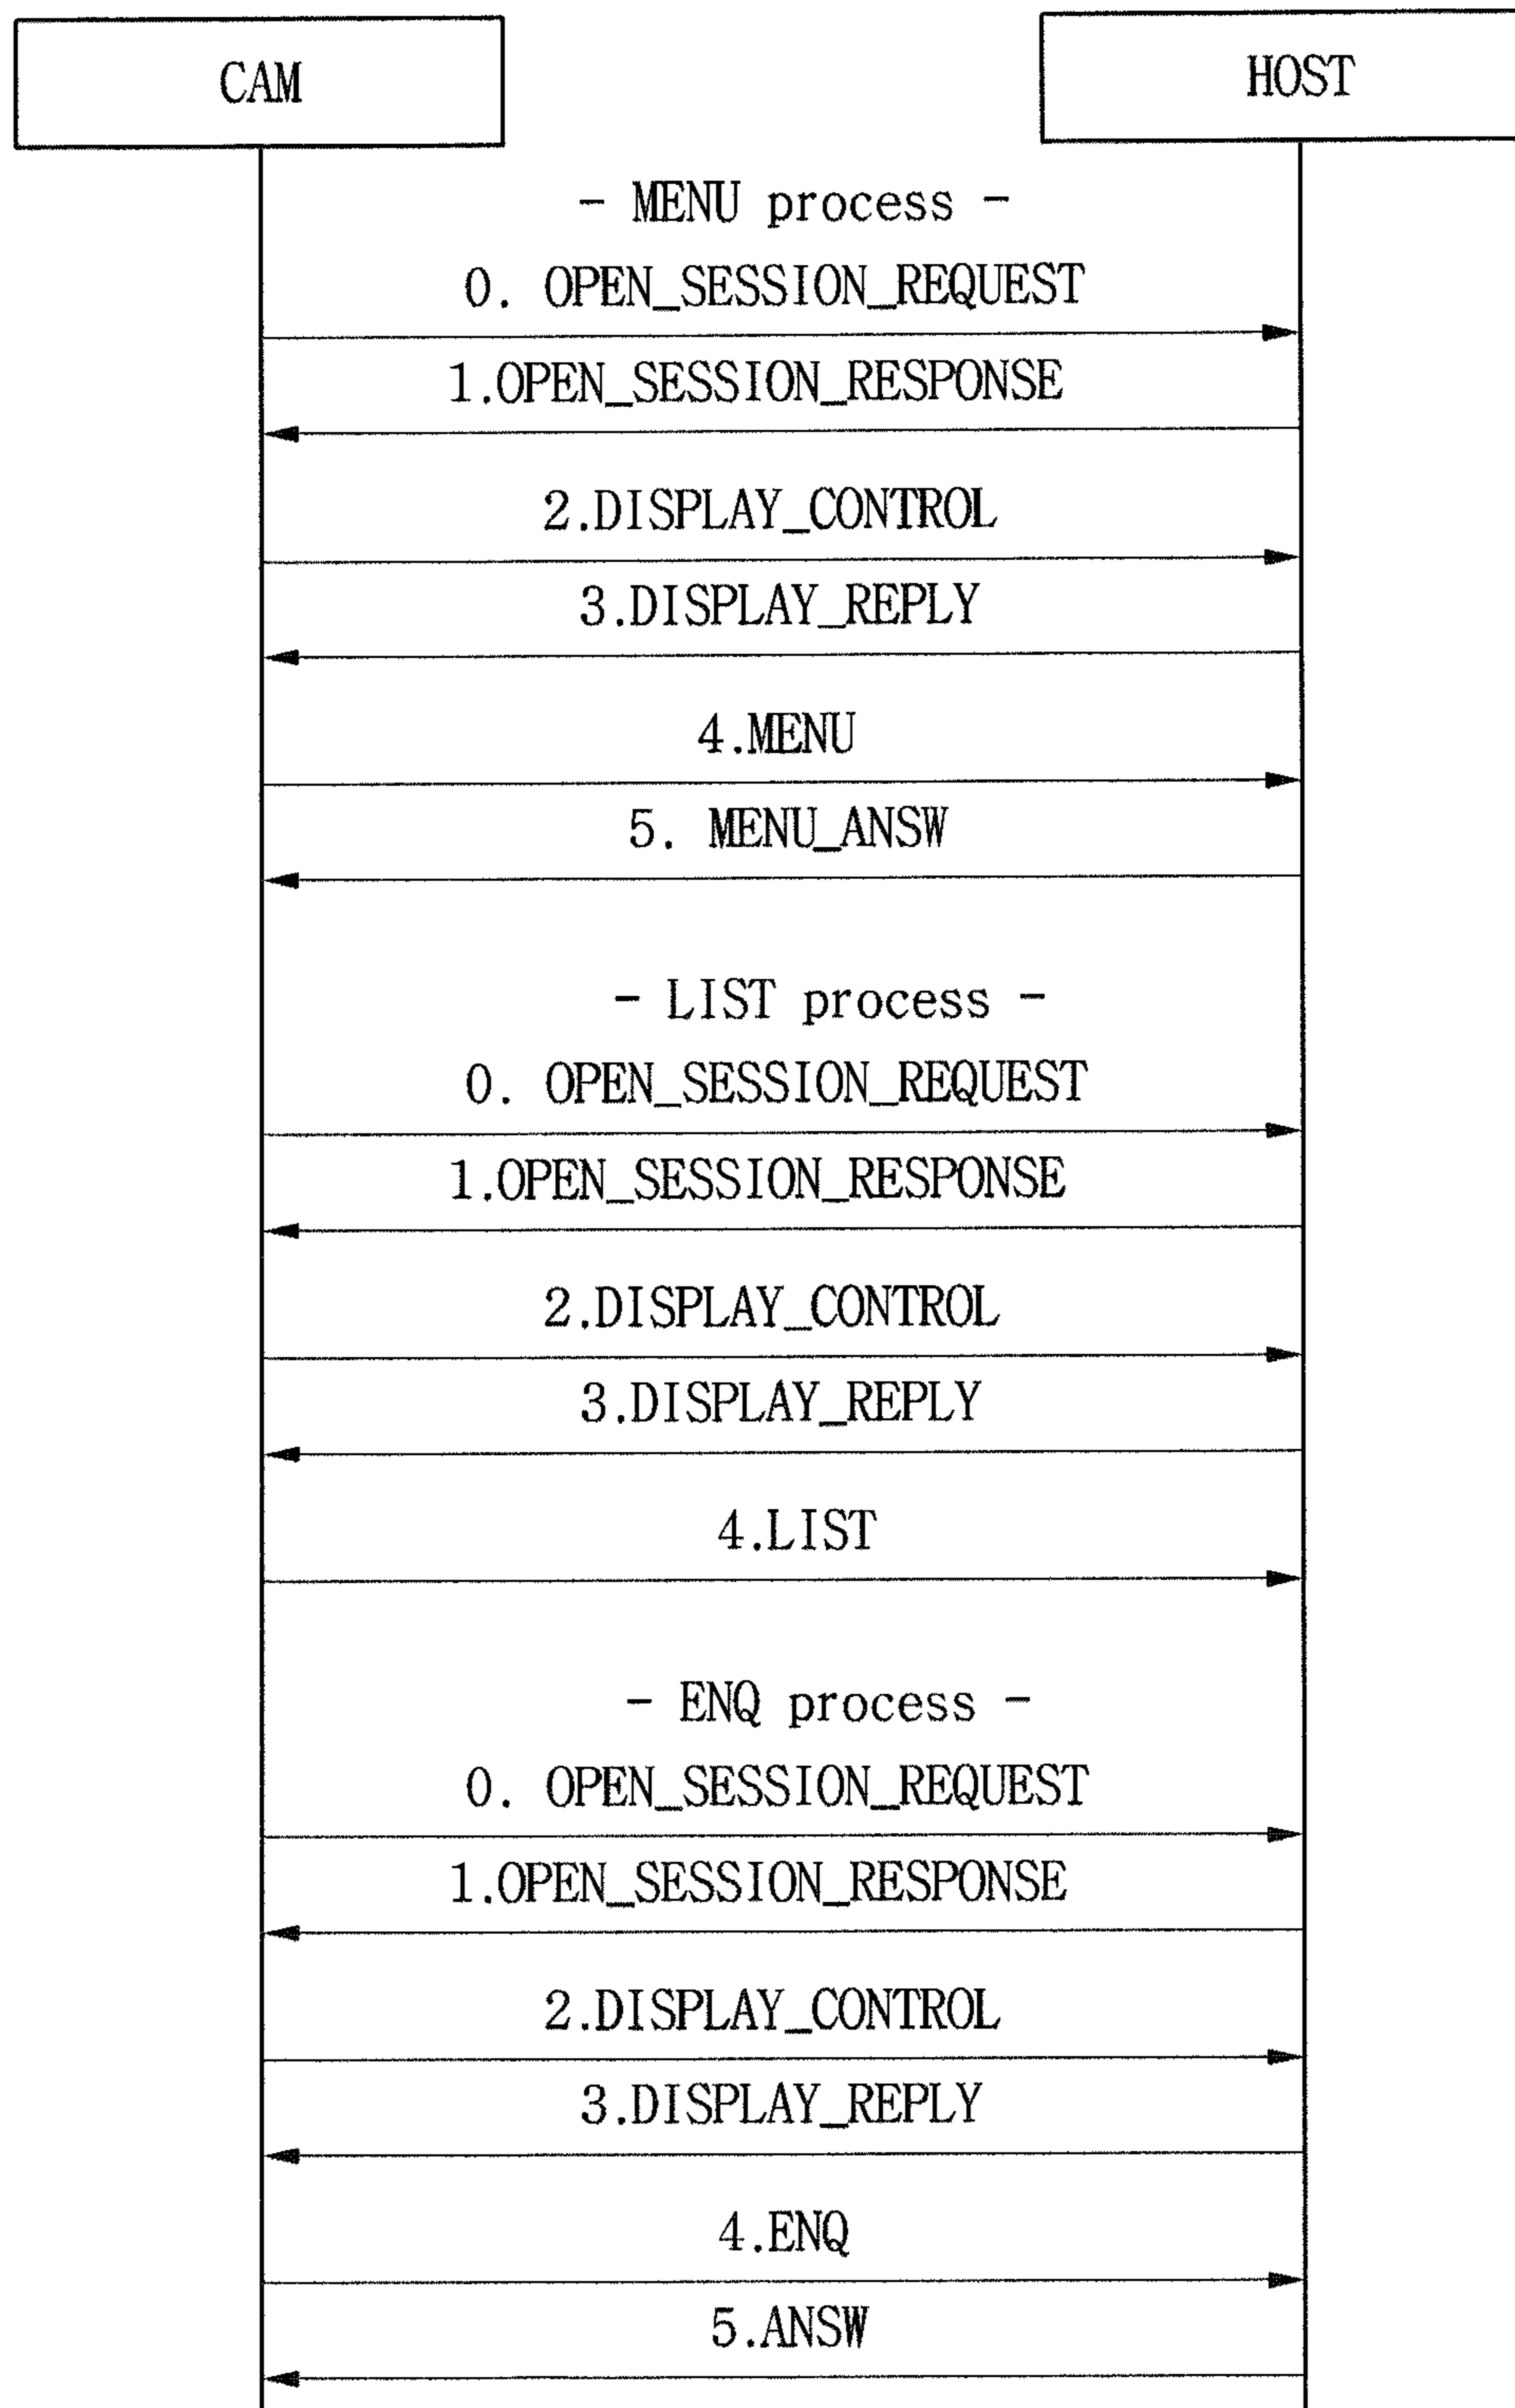 CAM
HOST
- MENU process -
0. OPEN_SESSION_REQUEST
1.OPEN_SESSION_RESPONSE
2.DISPLAY_CONTROL
3.DISPLAY_REPLY
4.MENU
5. MENU_ANSW
- LIST process -
0. OPEN_SESSION_REQUEST
1.OPEN_SESSION_RESPONSE
2.DISPLAY_CONTROL
3.DISPLAY_REPLY
4.LIST
- ENQ process -
0. OPEN_SESSION_REQUEST
1.OPEN_SESSION_RESPONSE
2.DISPLAY_CONTROL
3.DISPLAY_REPLY
4.ENQ
5.ANSW